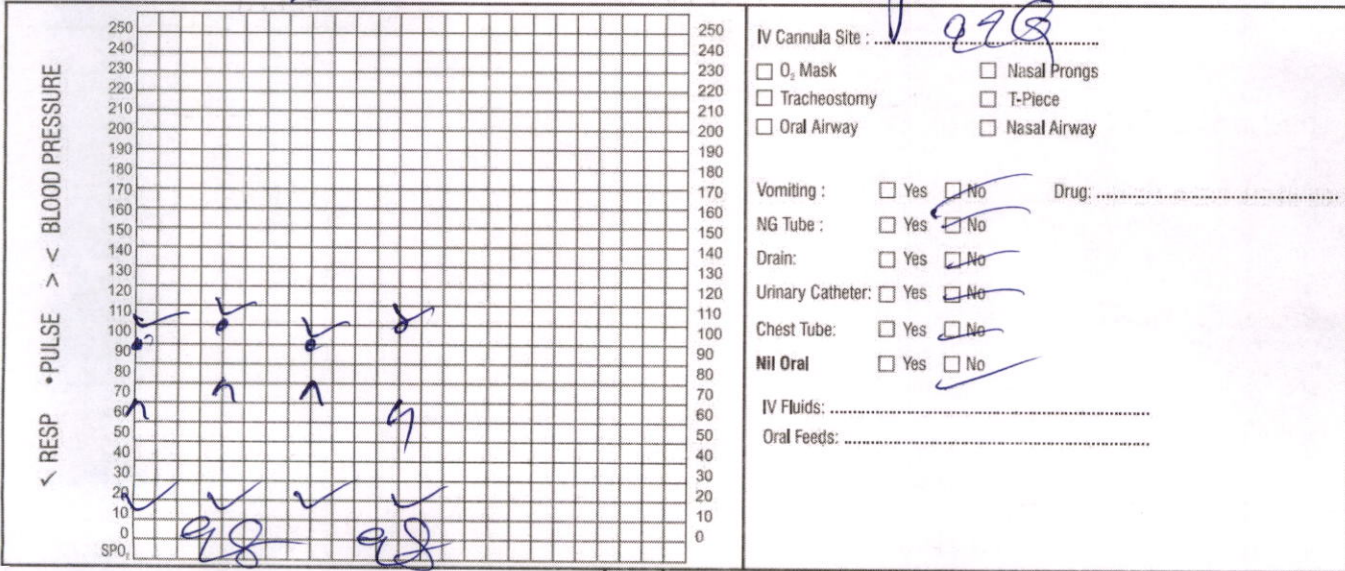 250 250
240 240
230 230
220 220
210 210
200 200
190 190
180 180
170 170
160 160
150 150
140 140
130 130
120 120
110 110
100 100
90 90
80 80
70 70
60 60
50 50
40 40
30 30
20 20
10 10
0 0
SPO₂ 98 98
< RESP • PULSE > < BLOOD PRESSURE
IV Cannula Site :
O₂ Mask Nasal Prongs
Tracheostomy T-Piece
Oral Airway Nasal Airway
Vomiting : Yes No Drug:
NG Tube : Yes No
Drain: Yes No
Urinary Catheter: Yes No
Chest Tube: Yes No
Nil Oral Yes No
IV Fluids:
Oral Feeds: